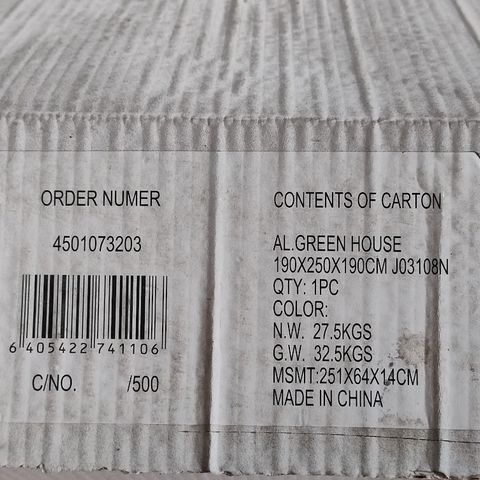 ORDER NUMER
4501073203
6 405422 741106
C/NO. /500
CONTENTS OF CARTON
AL.GREEN HOUSE
190X250X190CM J03108N
QTY: 1PC
COLOR:
N.W. 27.5KGS
G.W. 32.5KGS
MSMT:251X64X14CM
MADE IN CHINA